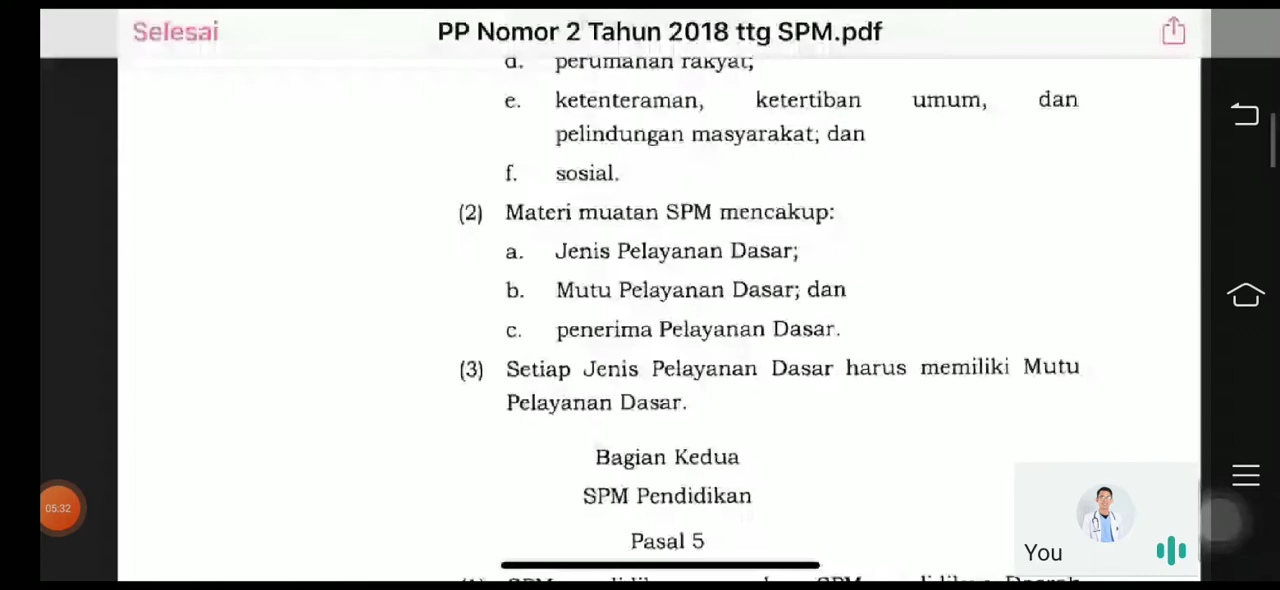 Selesai
PP Nomor 2 Tahun 2018 ttg SPM.pdf
d. perumahan rakyat;
e. ketenteraman, ketertiban umum, dan
pelindungan masyarakat; dan
f. sosial.
(2) Materi muatan SPM mencakup:
a. Jenis Pelayanan Dasar;
b. Mutu Pelayanan Dasar; dan
c. penerima Pelayanan Dasar.
(3) Setiap Jenis Pelayanan Dasar harus memiliki Mutu
Pelayanan Dasar.
Bagian Kedua
SPM Pendidikan
05:32
Pasal 5
You